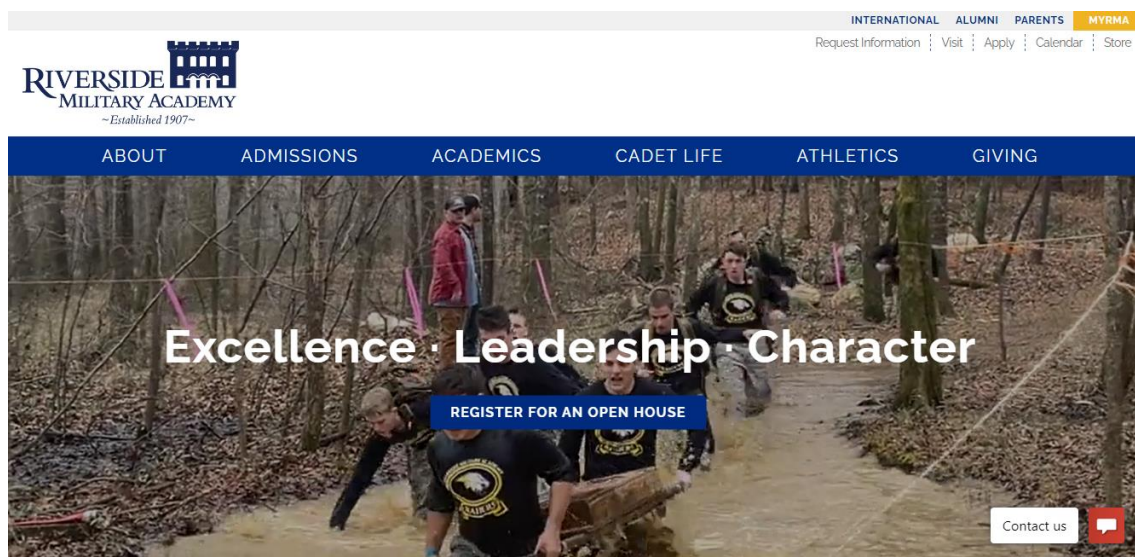 INTERNATIONAL ALUMNI PARENTS MYRMA
Request Information Visit Apply Calendar Store
RIVERSIDE
MILITARY ACADEMY
~Established 1907~
ABOUT ADMISSIONS ACADEMICS CADET LIFE ATHLETICS GIVING
Excellence · Leadership · Character
REGISTER FOR AN OPEN HOUSE
RAIDERS
Contact us